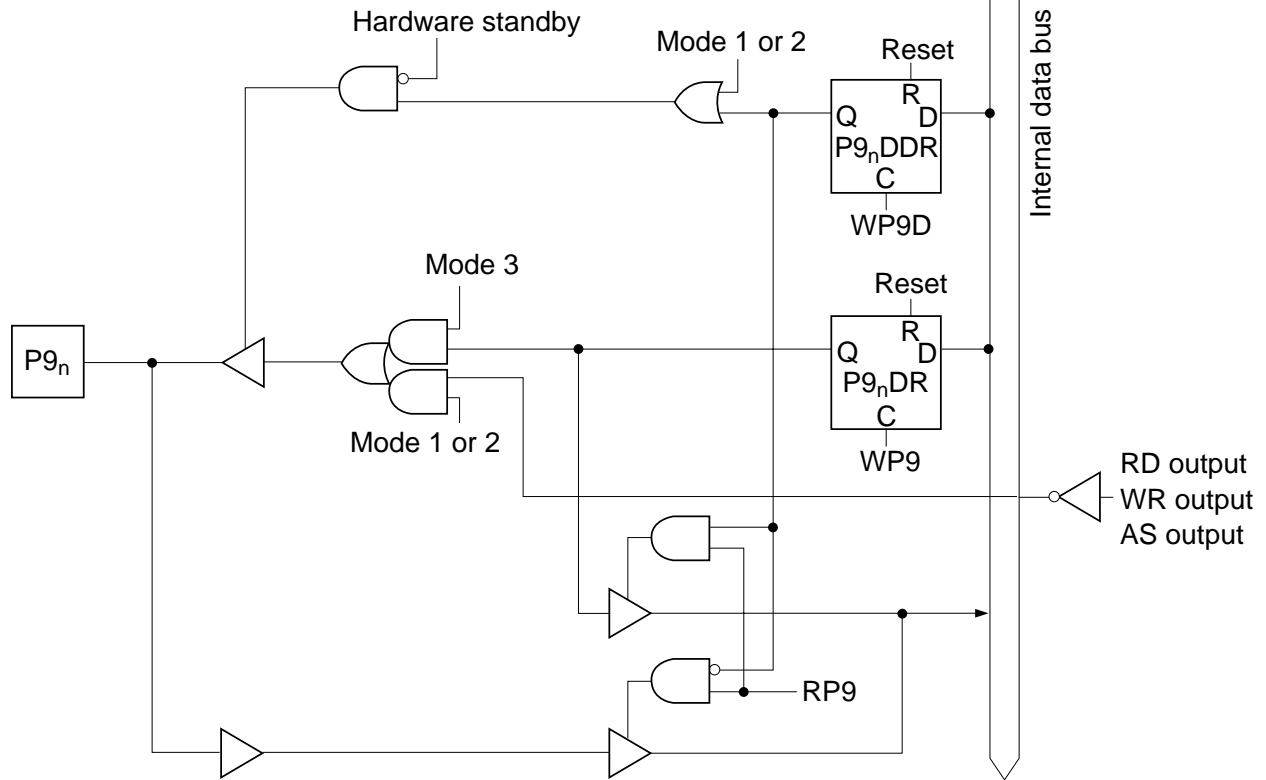 Hardware standby
Mode 1 or 2
Reset
R
Q
D
P9nDDR
C
WP9D
Internal data bus
Mode 3
Reset
R
Q
D
P9nDR
C
WP9
P9n
Mode 1 or 2
RD output
WR output
AS output
RP9